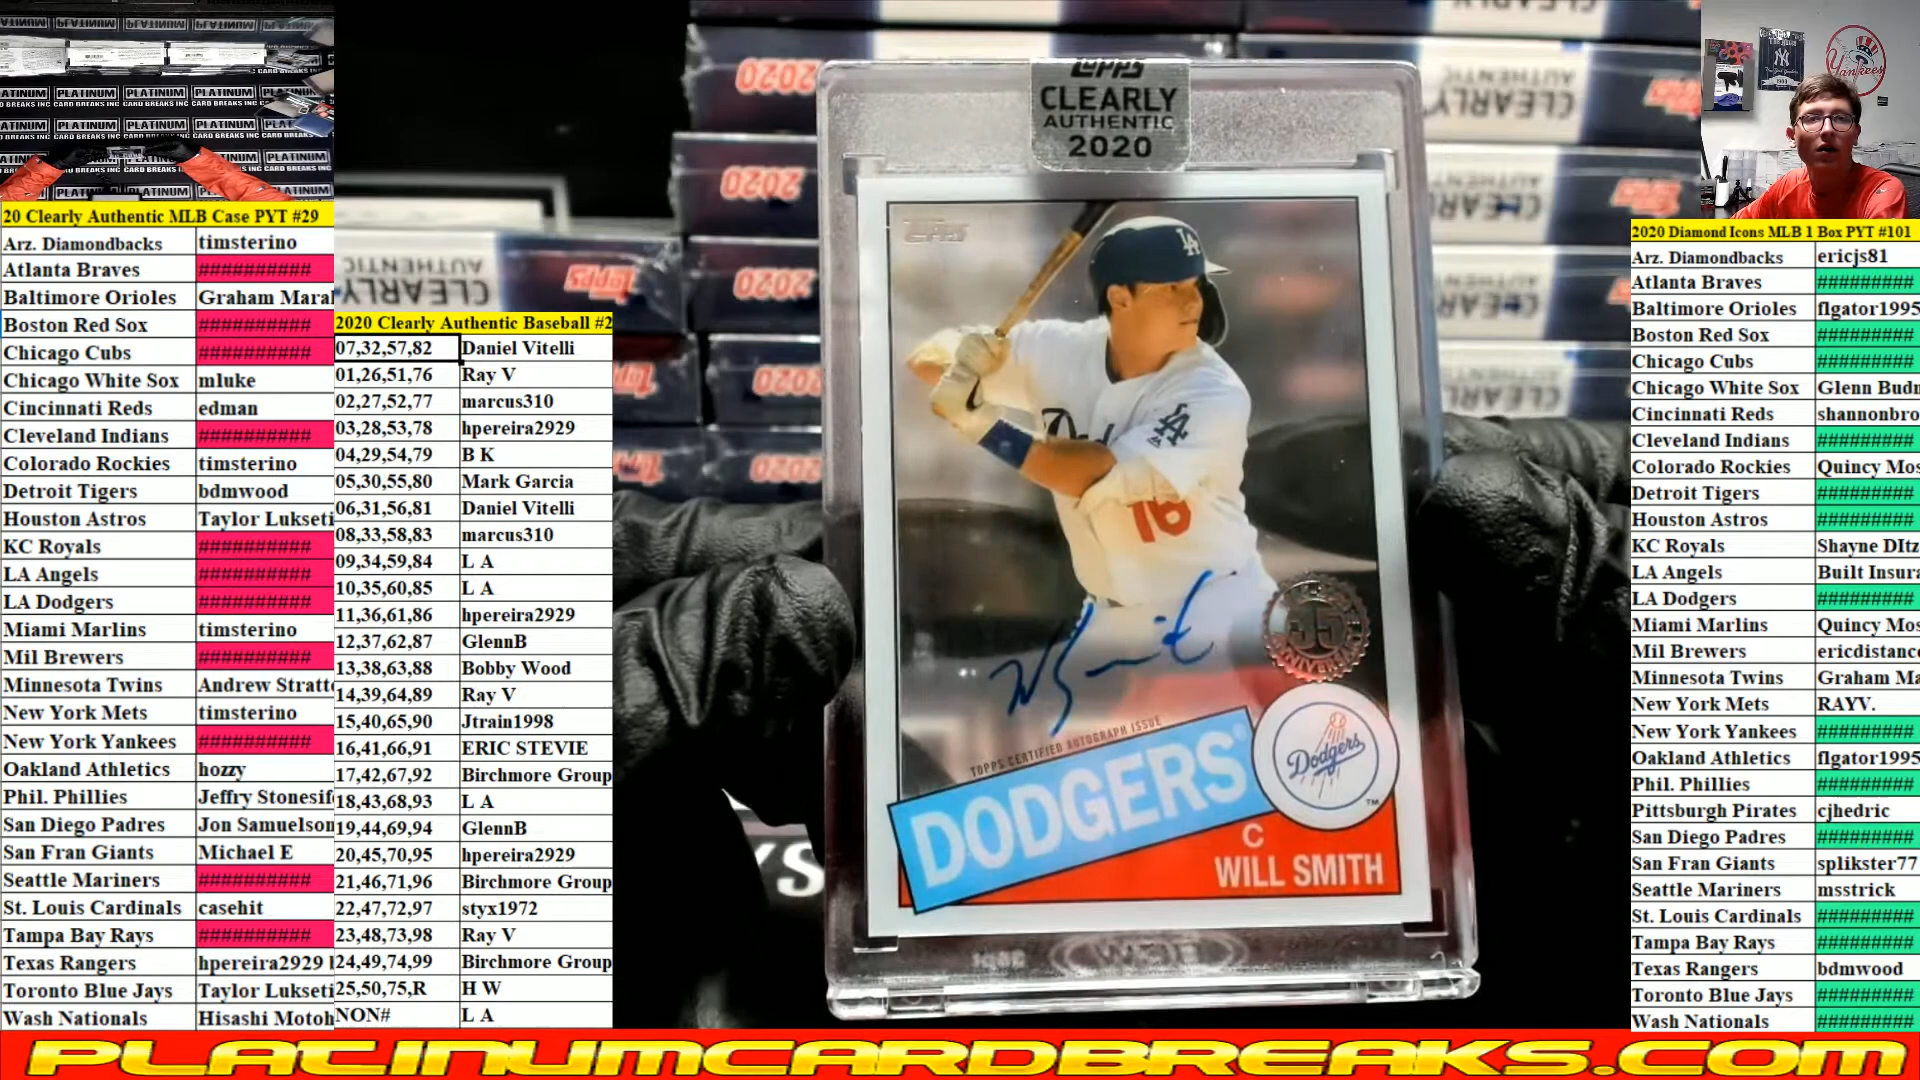 20 Clearly Authentic MLB Case PYT #29
Arz. Diamondbacks timsterino
Atlanta Braves ##########
Baltimore Orioles Graham Maral
Boston Red Sox ##########
Chicago Cubs ##########
Chicago White Sox mluke
Cincinnati Reds edman
Cleveland Indians ##########
Colorado Rockies timsterino
Detroit Tigers bdmwood
Houston Astros Taylor Lukseti
KC Royals ##########
LA Angels ##########
LA Dodgers ##########
Miami Marlins timsterino
Mil Brewers ##########
Minnesota Twins Andrew Stratt
New York Mets timsterino
New York Yankees ##########
Oakland Athletics hozzy
Phil. Phillies Jeffry Stonesif
San Diego Padres Jon Samuelson
San Fran Giants Michael E
Seattle Mariners ##########
St. Louis Cardinals casehit
Tampa Bay Rays ##########
Texas Rangers hpereira2929
Toronto Blue Jays Taylor Lukseti
Wash Nationals Hisashi Motoh
2020 Clearly Authentic Baseball #2
07,32,57,82 Daniel Vitelli
01,26,51,76 Ray V
02,27,52,77 marcus310
03,28,53,78 hpereira2929
04,29,54,79 B K
05,30,55,80 Mark Garcia
06,31,56,81 Daniel Vitelli
08,33,58,83 marcus310
09,34,59,84 L A
10,35,60,85 L A
11,36,61,86 hpereira2929
12,37,62,87 GlennB
13,38,63,88 Bobby Wood
14,39,64,89 Ray V
15,40,65,90 Jtrain1998
16,41,66,91 ERIC STEVIE
17,42,67,92 Birchmore Group
18,43,68,93 L A
19,44,69,94 GlennB
20,45,70,95 hpereira2929
21,46,71,96 Birchmore Group
22,47,72,97 styx1972
23,48,73,98 Ray V
24,49,74,99 Birchmore Group
25,50,75,R H W
NON# L A
Topps
CLEARLY
AUTHENTIC
2020
Topps
LA
LA
16
35
TOPPS CERTIFIED AUTOGRAPH ISSUE
DODGERS
Dodgers
TM
C
WILL SMITH
Yankees
2020 Diamond Icons MLB 1 Box PYT #101
Arz. Diamondbacks ericjs81
Atlanta Braves #########
Baltimore Orioles flgator1995
Boston Red Sox #########
Chicago Cubs #########
Chicago White Sox Glenn Budn
Cincinnati Reds shannonbro
Cleveland Indians #########
Colorado Rockies Quincy Mos
Detroit Tigers #########
Houston Astros #########
KC Royals Shayne DItz
LA Angels Built Insura
LA Dodgers #########
Miami Marlins Quincy Mos
Mil Brewers ericdistance
Minnesota Twins Graham Ma
New York Mets RAYV.
New York Yankees #########
Oakland Athletics flgator1995
Phil. Phillies #########
Pittsburgh Pirates cjhedric
San Diego Padres #########
San Fran Giants splikster77
Seattle Mariners msstrick
St. Louis Cardinals #########
Tampa Bay Rays #########
Texas Rangers bdmwood
Toronto Blue Jays #########
Wash Nationals #########
PLATINUMCARDBREAKS.COM